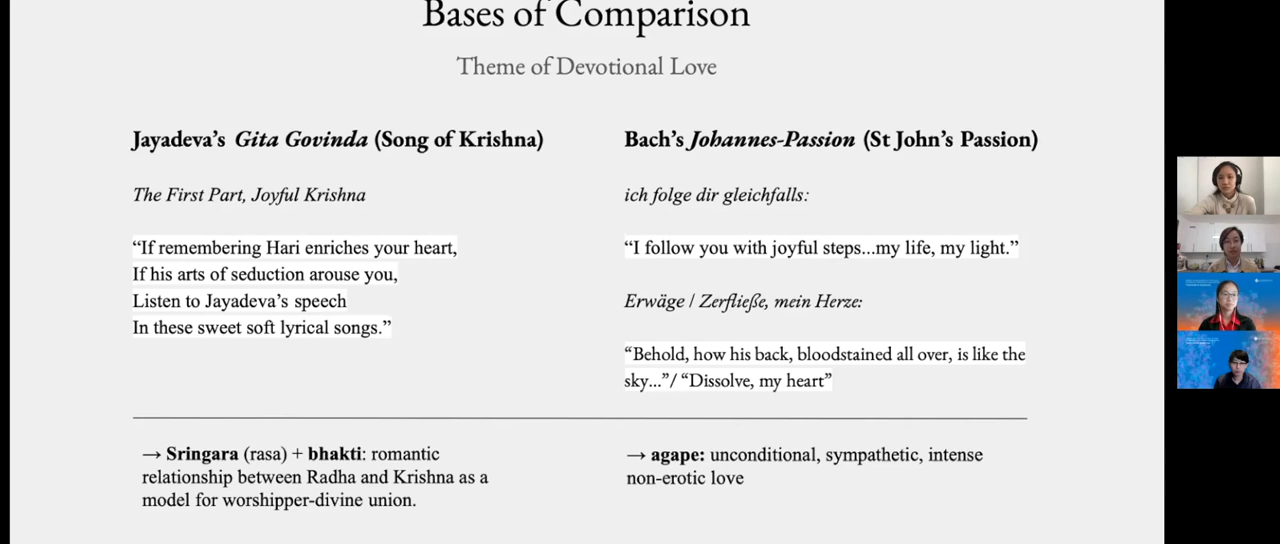 Bases of Comparison
Theme of Devotional Love
Jayadeva’s Gita Govinda (Song of Krishna)
The First Part, Joyful Krishna
“If remembering Hari enriches your heart,
If his arts of seduction arouse you,
Listen to Jayadeva’s speech
In these sweet soft lyrical songs.”
→ Sringara (rasa) + bhakti: romantic
relationship between Radha and Krishna as a
model for worshipper-divine union.
Bach’s Johannes-Passion (St John’s Passion)
ich folge dir gleichfalls:
“I follow you with joyful steps...my life, my light.”
Erwäge / Zerfließe, mein Herze:
“Behold, how his back, bloodstained all over, is like the
sky...”/ “Dissolve, my heart”
→ agape: unconditional, sympathetic, intense
non-erotic love